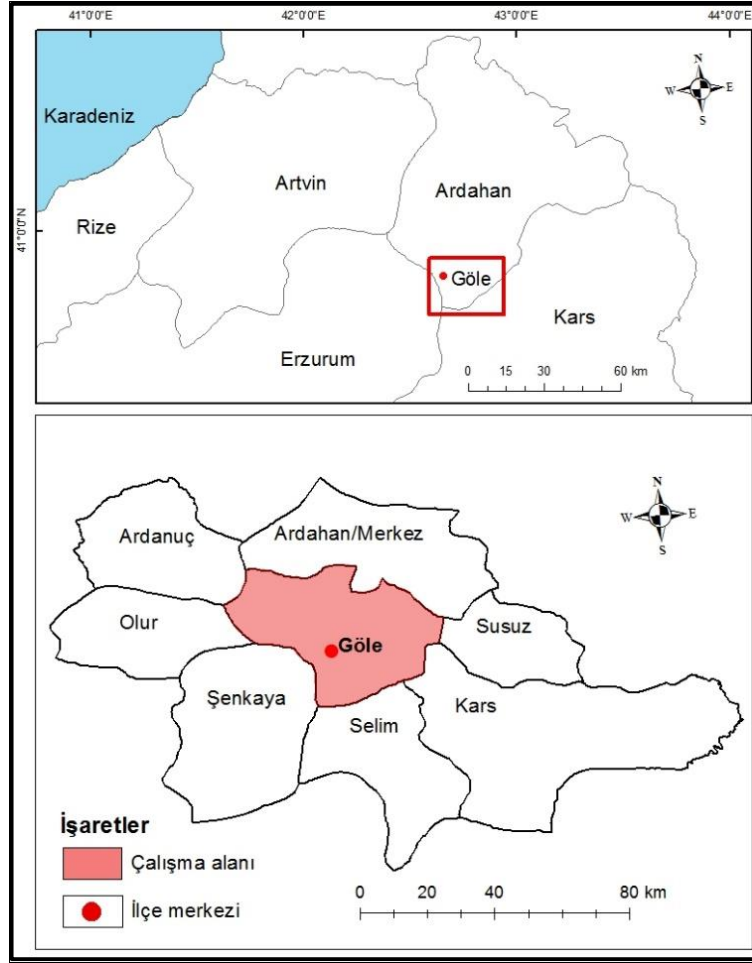 41°0'0"E 42°0'0"E 43°0'0"E 44°0'0"E
N
W E
S
Karadeniz
Artvin
Ardahan
41°0'0"N
Rize
Göle
Kars
Erzurum
0 15 30 60 km
N
W E
S
Ardanuç
Ardahan/Merkez
Olur
Susuz
Göle
Şenkaya
Kars
Selim
İşaretler
Çalışma alanı
İlçe merkezi
0 20 40 80 km